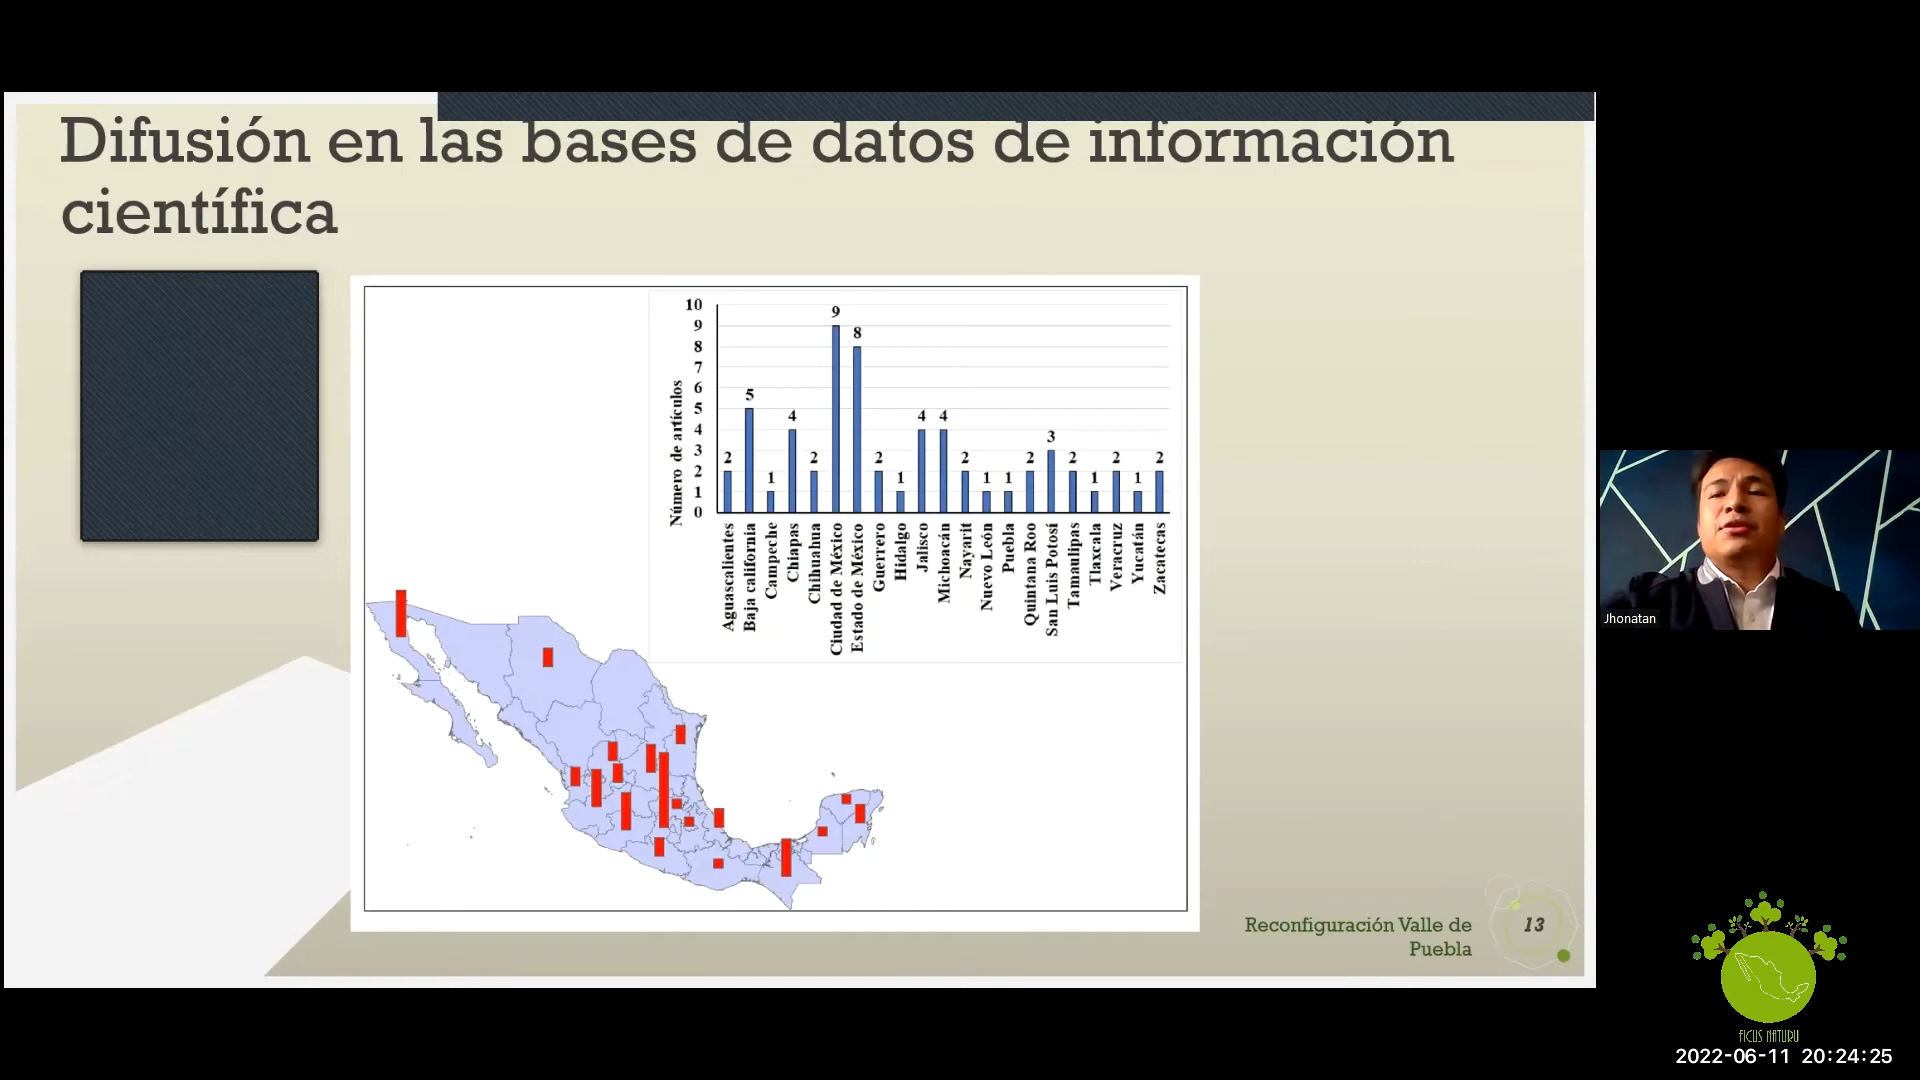 Difusión en las bases de datos de información
científica
Número de artículos
10
9
8
7
6
5
4
3
2
1
0
2
5
1
4
2
9
8
2
1
4
4
2
1
1
2
3
2
1
2
1
2
Aguascalientes
Baja california
Campeche
Chiapas
Chihuahua
Ciudad de México
Estado de México
Guerrero
Hidalgo
Jalisco
Michoacán
Nayarit
Nuevo León
Puebla
Quintana Roo
San Luis Potosí
Tamaulipas
Tlaxcala
Veracruz
Yucatán
Zacatecas
Reconfiguración Valle de
Puebla
13
Jhonatan
FICUS NATURU
2022-06-11 20:24:25